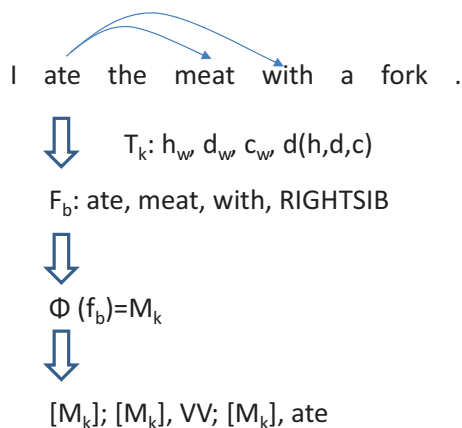 I ate the meat with a fork .
Tk: hw, dw, cw, d(h,d,c)
Fb: ate, meat, with, RIGHTSIB
Φ (fb)=Mk
[Mk]; [Mk], VV; [Mk], ate